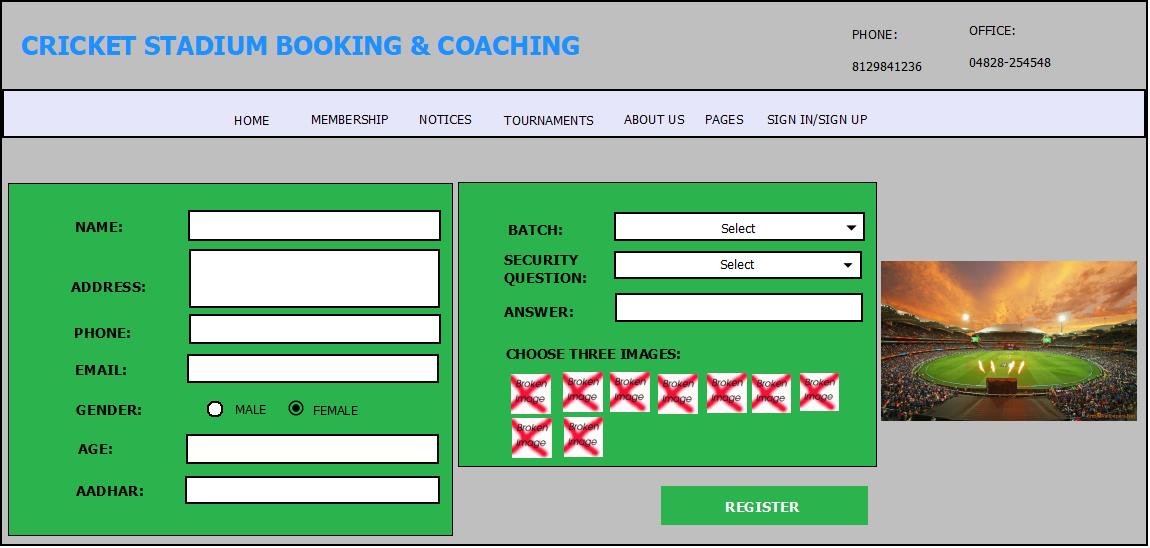 CRICKET STADIUM BOOKING & COACHING
PHONE:
8129841236
OFFICE:
04828-254548
HOME MEMBERSHIP NOTICES TOURNAMENTS ABOUT US PAGES SIGN IN/SIGN UP
NAME:
ADDRESS:
PHONE:
EMAIL:
GENDER: MALE FEMALE
AGE:
AADHAR:
BATCH: Select
SECURITY
QUESTION: Select
ANSWER:
CHOOSE THREE IMAGES:
Broken
Image
Broken
Image
Broken
Image
Broken
Image
Broken
Image
Broken
Image
Broken
Image
Broken
Image
Broken
Image
REGISTER